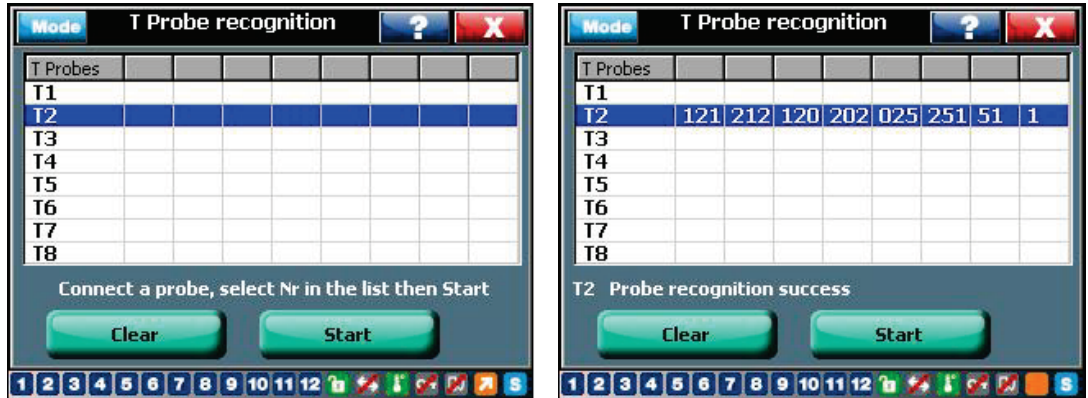 Mode T Probe recognition ? X
T Probes
T1
T2
T3
T4
T5
T6
T7
T8
Connect a probe, select Nr in the list then Start
Clear Start
1 2 3 4 5 6 7 8 9 10 11 12 S
Mode T Probe recognition ? X
T Probes
T1
T2 121 212 120 202 025 251 51 1
T3
T4
T5
T6
T7
T8
T2 Probe recognition success
Clear Start
1 2 3 4 5 6 7 8 9 10 11 12 S